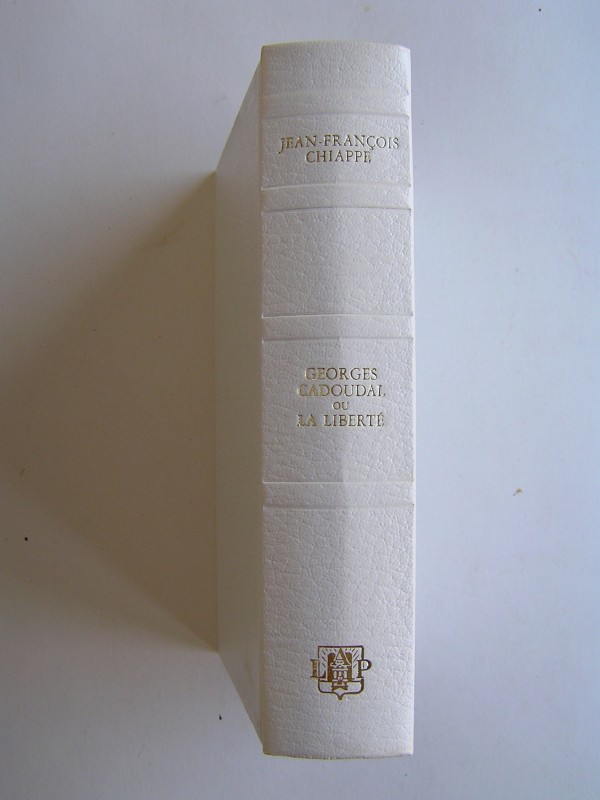 JEAN-FRANÇOIS
CHIAPPE
GEORGES
CADOUDAL
OU
LA LIBERTÉ
L P